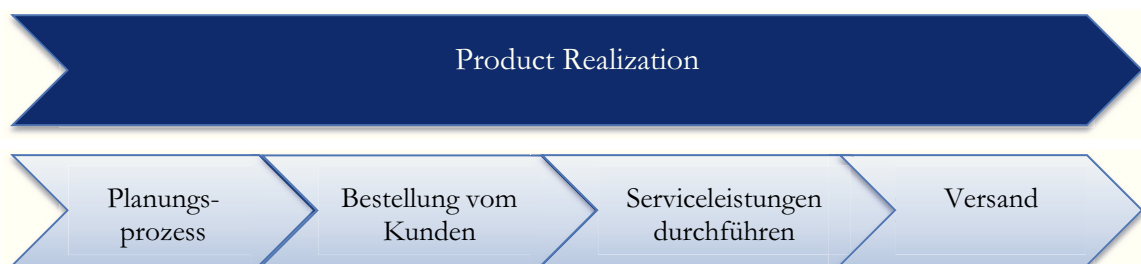 Product Realization
Planungs-
prozess
Bestellung vom
Kunden
Serviceleistungen
durchführen
Versand